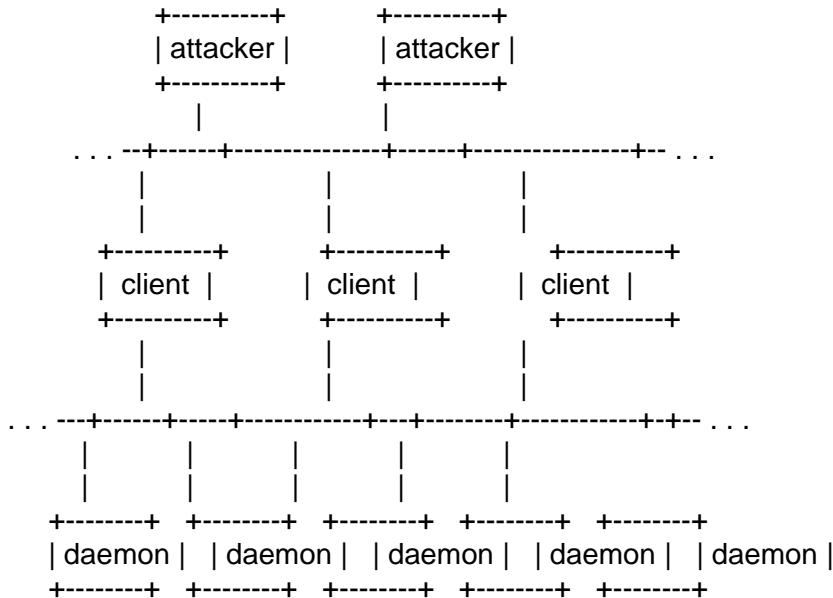 +----------+ +----------+
| attacker | | attacker |
+----------+ +----------+
| |
. . . --+------+---------------+------+----------------+-- . . .
| | |
| | |
+----------+ +----------+ +----------+
| client | | client | | client |
+----------+ +----------+ +----------+
| | |
| | |
. . . ---+------+-----+------------+---+---------+------------+-+-- . . .
| | | | |
| | | | |
+--------+ +--------+ +--------+ +--------+ +--------+
| daemon | | daemon | | daemon | | daemon | | daemon |
+--------+ +--------+ +--------+ +--------+ +--------+